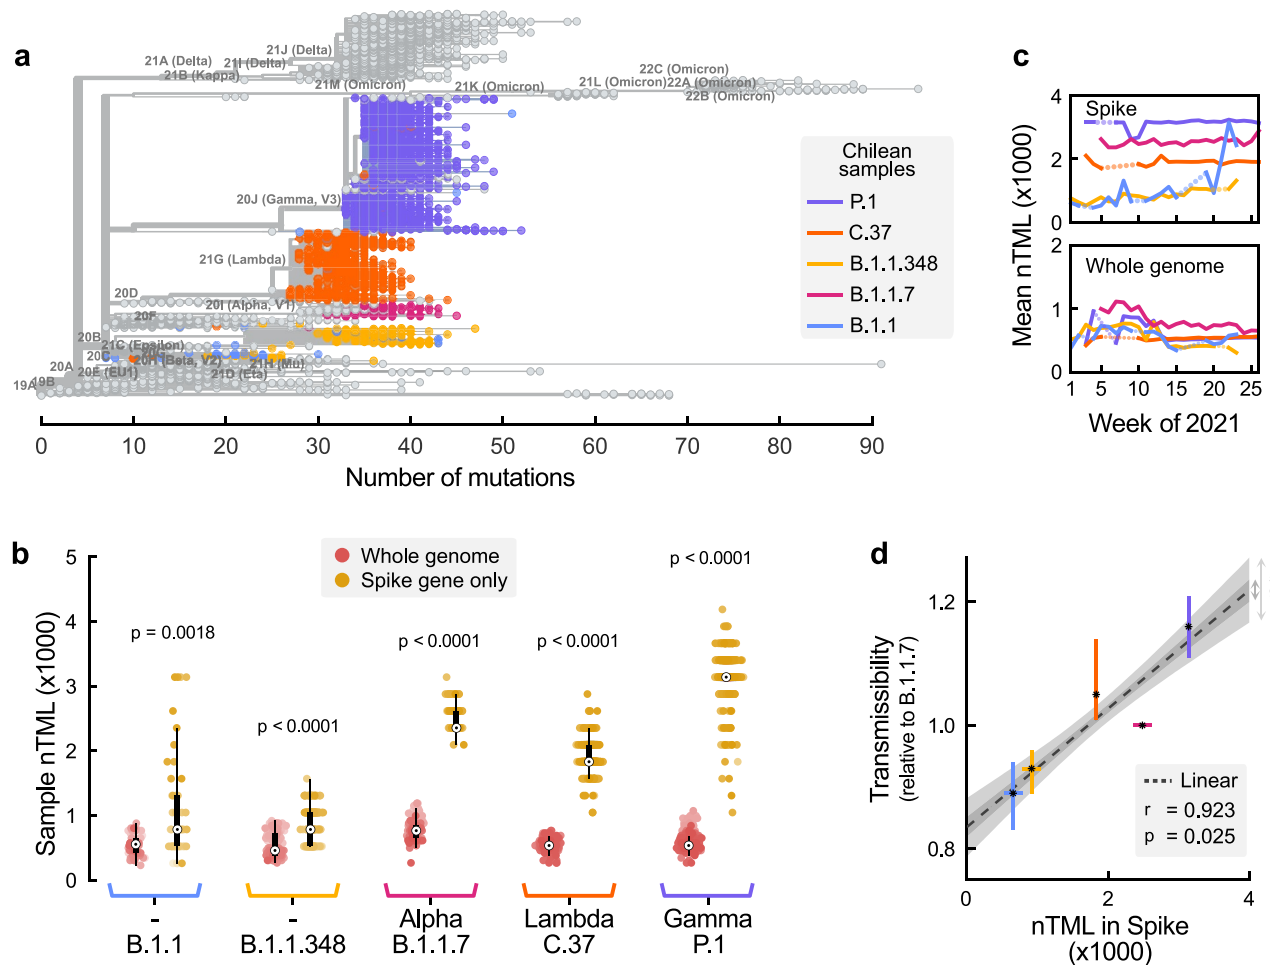 a
21J (Delta)
21A (Delta)
21I (Delta)
21B (Kappa)
22C (Omicron)
21M (Omicron)
21K (Omicron)
21L (Omicron)
22A (Omicron)
22B (Omicron)
20J (Gamma, V3)
21G (Lambda)
20D
20I (Alpha, V1)
20F
20B
21C (Epsilon)
20C
20H (Beta, V2)
21H (Mu)
20A
20E (EU1)
21D (Eta)
19B
19A
0 10 20 30 40 50 60 70 80 90
Number of mutations
Chilean
samples
P.1
C.37
B.1.1.348
B.1.1.7
B.1.1
c
Mean nTML (x1000)
4
Spike
2
0
2
Whole genome
1
0
1 5 10 15 20 25
Week of 2021
b
Sample nTML (x1000)
5
4
3
2
1
0
Whole genome
Spike gene only
p = 0.0018
p < 0.0001
p < 0.0001
p < 0.0001
p < 0.0001
- - Alpha Lambda Gamma
B.1.1 B.1.1.348 B.1.1.7 C.37 P.1
d
Transmissibility
(relative to B.1.1.7)
1.2
1.0
0.8
Linear
r = 0.923
p = 0.025
0 2 4
nTML in Spike
(x1000)